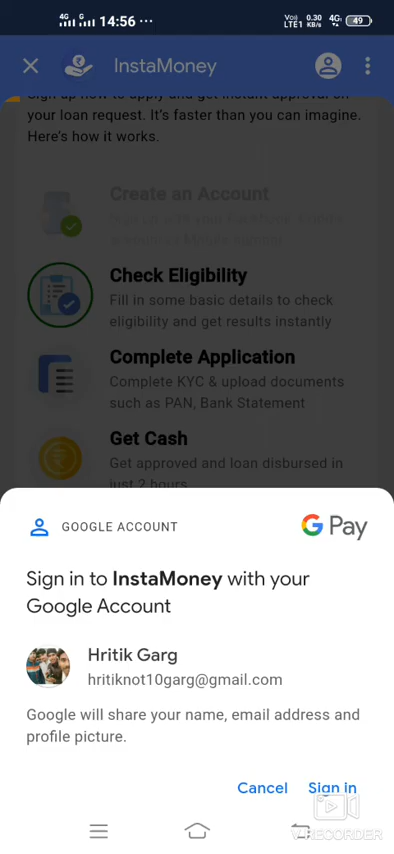 4G G 14:56 ···
VoI) LTE1 0.30 KB/s 4G 49
InstaMoney
Sign up now to apply and get instant approval on
your loan request. It's faster than you can imagine.
Here's how it works.
Create an Account
Check Eligibility
Fill in some basic details to check
eligibility and get results instantly
Complete Application
Complete KYC & upload documents
such as PAN, Bank Statement
Get Cash
Get approved and loan disbursed in
just 2 hours
GOOGLE ACCOUNT
G Pay
Sign in to InstaMoney with your
Google Account
Hritik Garg
hritiknot10garg@gmail.com
Google will share your name, email address and
profile picture.
Cancel Sign in
V RECORDER